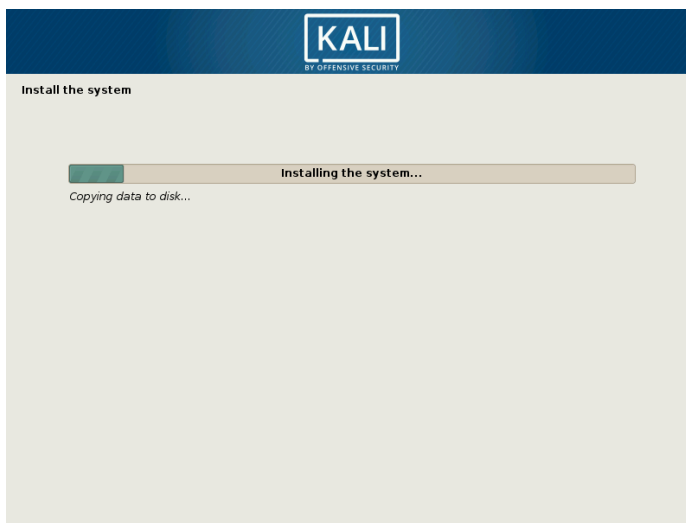 KALI
BY OFFENSIVE SECURITY
Install the system
Installing the system...
Copying data to disk...